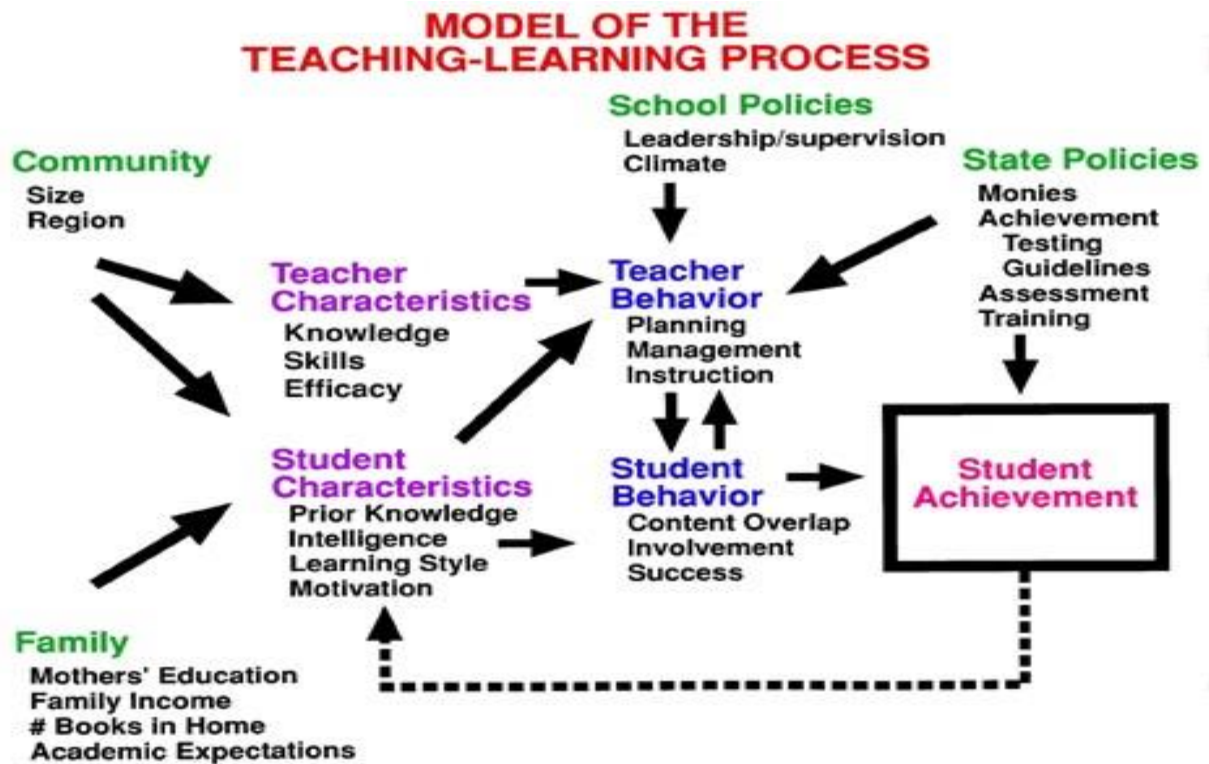 MODEL OF THE
TEACHING-LEARNING PROCESS
School Policies
Leadership/supervision
Climate
Community
Size
Region
State Policies
Monies
Achievement
Testing
Guidelines
Assessment
Training
Teacher
Characteristics
Knowledge
Skills
Efficacy
Teacher
Behavior
Planning
Management
Instruction
Student
Characteristics
Prior Knowledge
Intelligence
Learning Style
Motivation
Student
Behavior
Content Overlap
Involvement
Success
Student
Achievement
Family
Mothers' Education
Family Income
# Books in Home
Academic Expectations